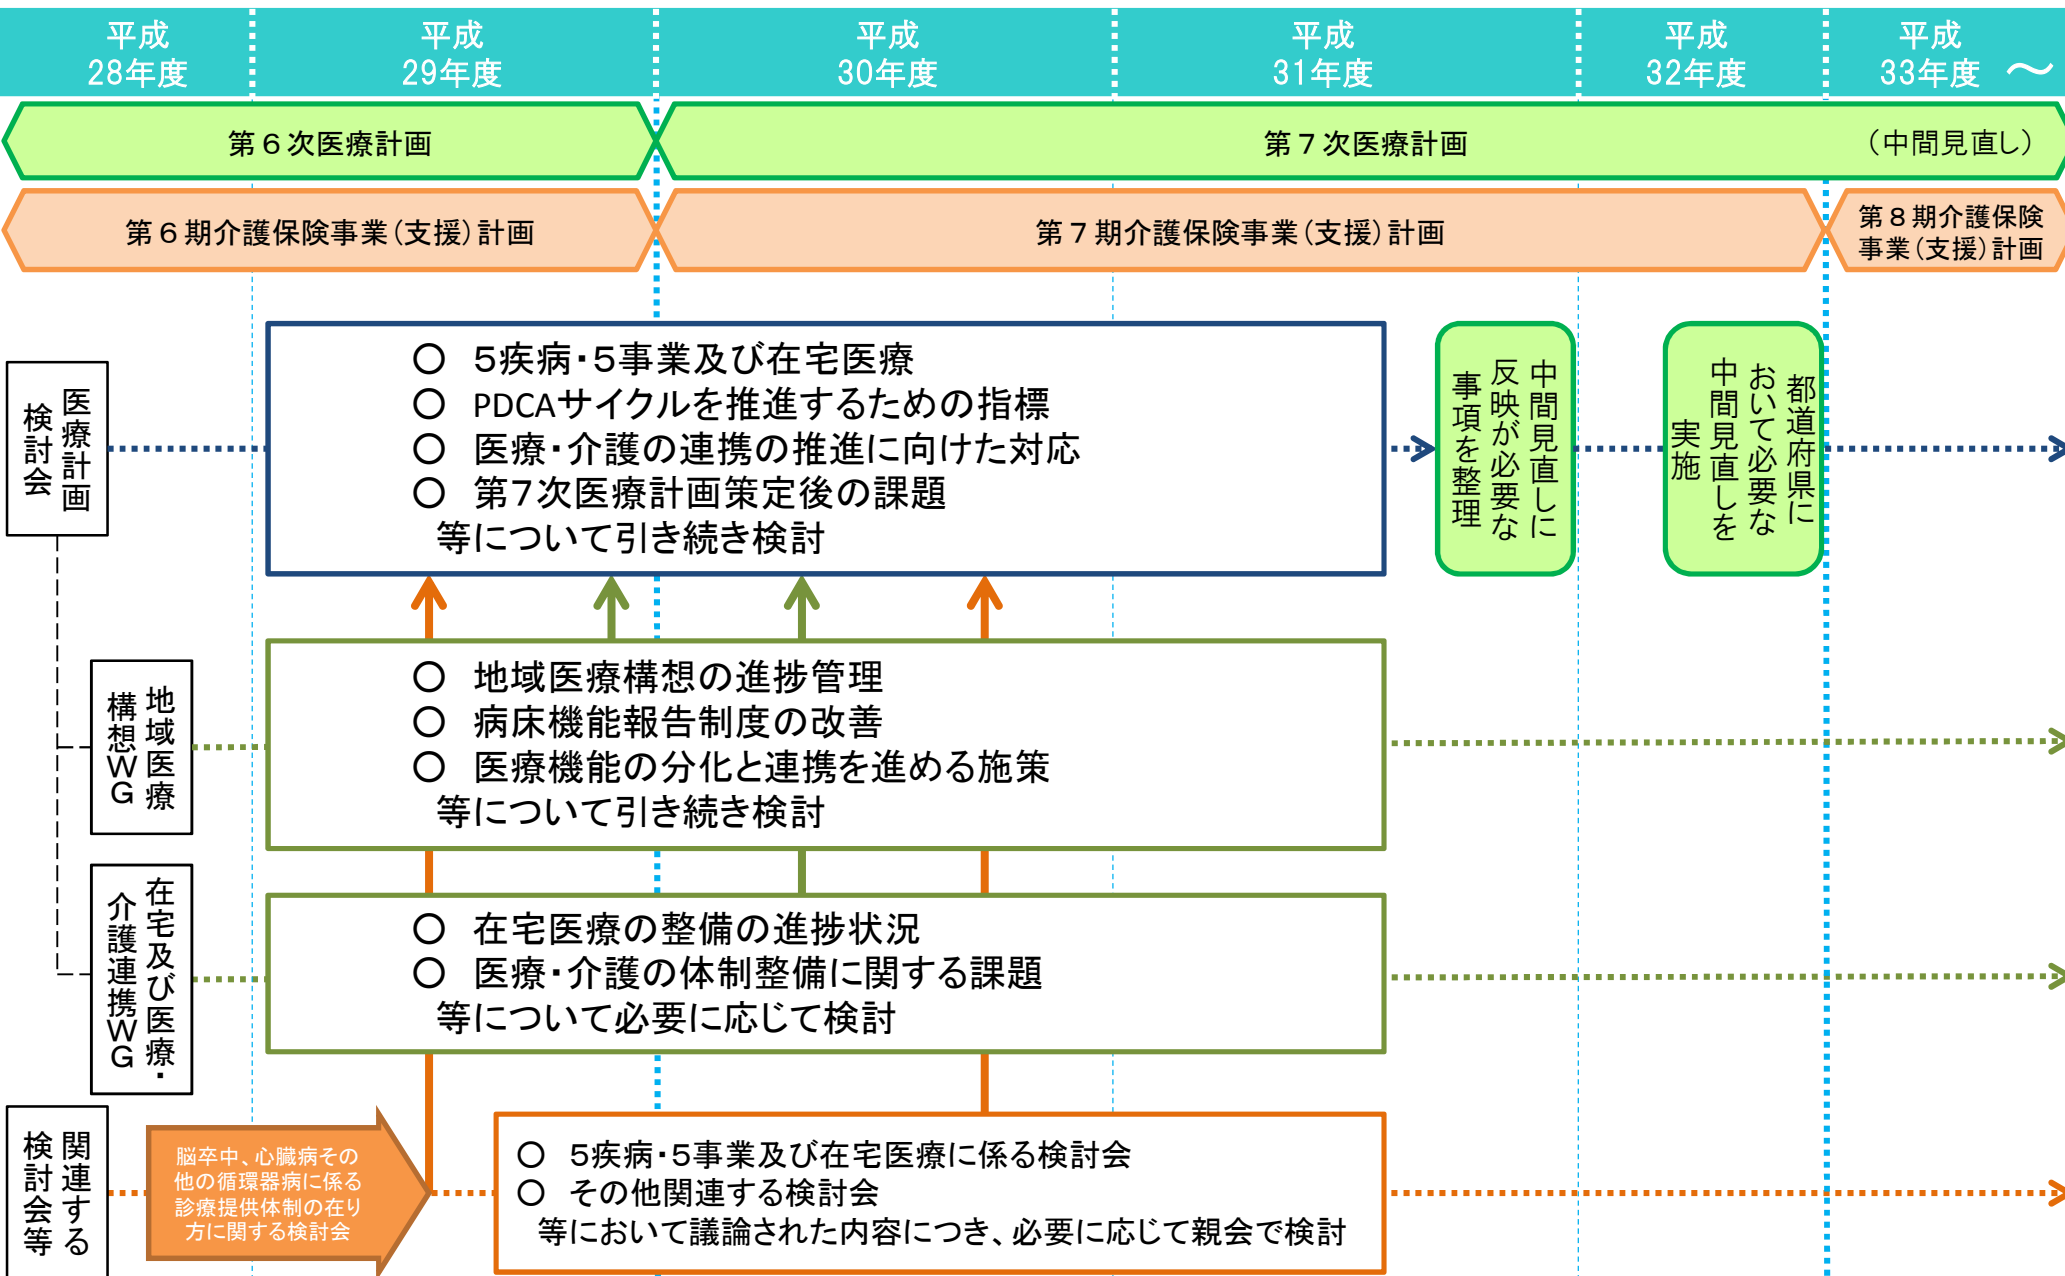 平成
28年度
平成
29年度
平成
30年度
平成
31年度
平成
32年度
平成
33年度 ～
第６次医療計画
第７次医療計画
（中間見直し）
第６期介護保険事業（支援）計画
第７期介護保険事業（支援）計画
第８期介護保険
事業（支援）計画
医療計画
検討会
○ 5疾病・5事業及び在宅医療
○ PDCAサイクルを推進するための指標
○ 医療・介護の連携の推進に向けた対応
○ 第7次医療計画策定後の課題
等について引き続き検討
中間見直しに
反映が必要な
事項を整理
都道府県に
おいて必要な
中間見直しを
実施
地域医療
構想ＷＧ
○ 地域医療構想の進捗管理
○ 病床機能報告制度の改善
○ 医療機能の分化と連携を進める施策
等について引き続き検討
在宅及び医療・
介護連携ＷＧ
○ 在宅医療の整備の進捗状況
○ 医療・介護の体制整備に関する課題
等について必要に応じて検討
関連する
検討会等
脳卒中、心臓病その
他の循環器病に係る
診療提供体制の在り
方に関する検討会
○ 5疾病・5事業及び在宅医療に係る検討会
○ その他関連する検討会
等において議論された内容につき、必要に応じて親会で検討